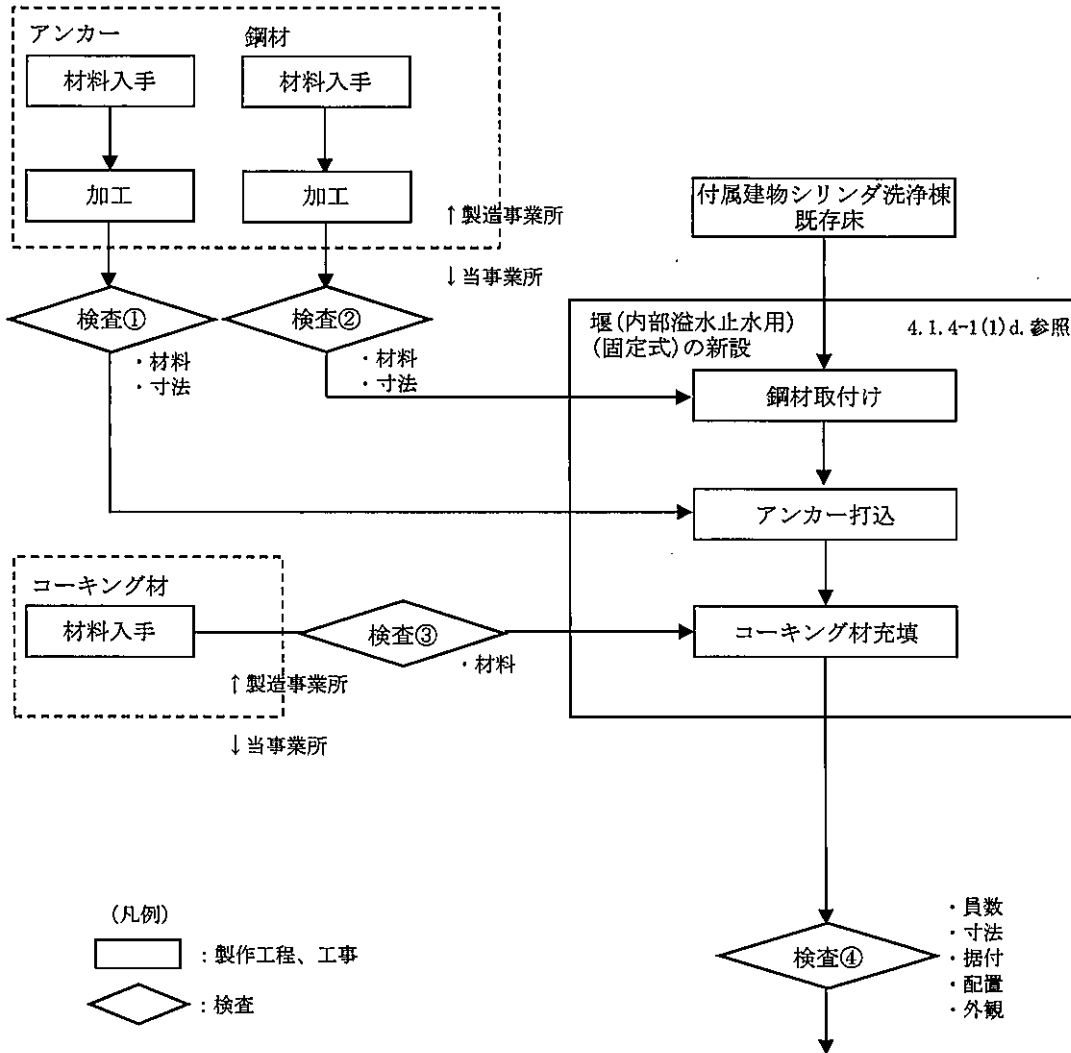 アンカー
鋼材
材料入手
材料入手
加工
加工
↑製造事業所
↓当事業所
付属建物シリンダ洗浄棟
既存床
検査①
・材料
・寸法
検査②
・材料
・寸法
堰(内部溢水止水用)
(固定式)の新設
4.1.4-1(1)d.参照
鋼材取付け
アンカー打込
コーキング材
材料入手
↑製造事業所
↓当事業所
検査③
・材料
コーキング材充填
検査④
・員数
・寸法
・据付
・配置
・外観
(凡例)
：製作工程、工事
：検査